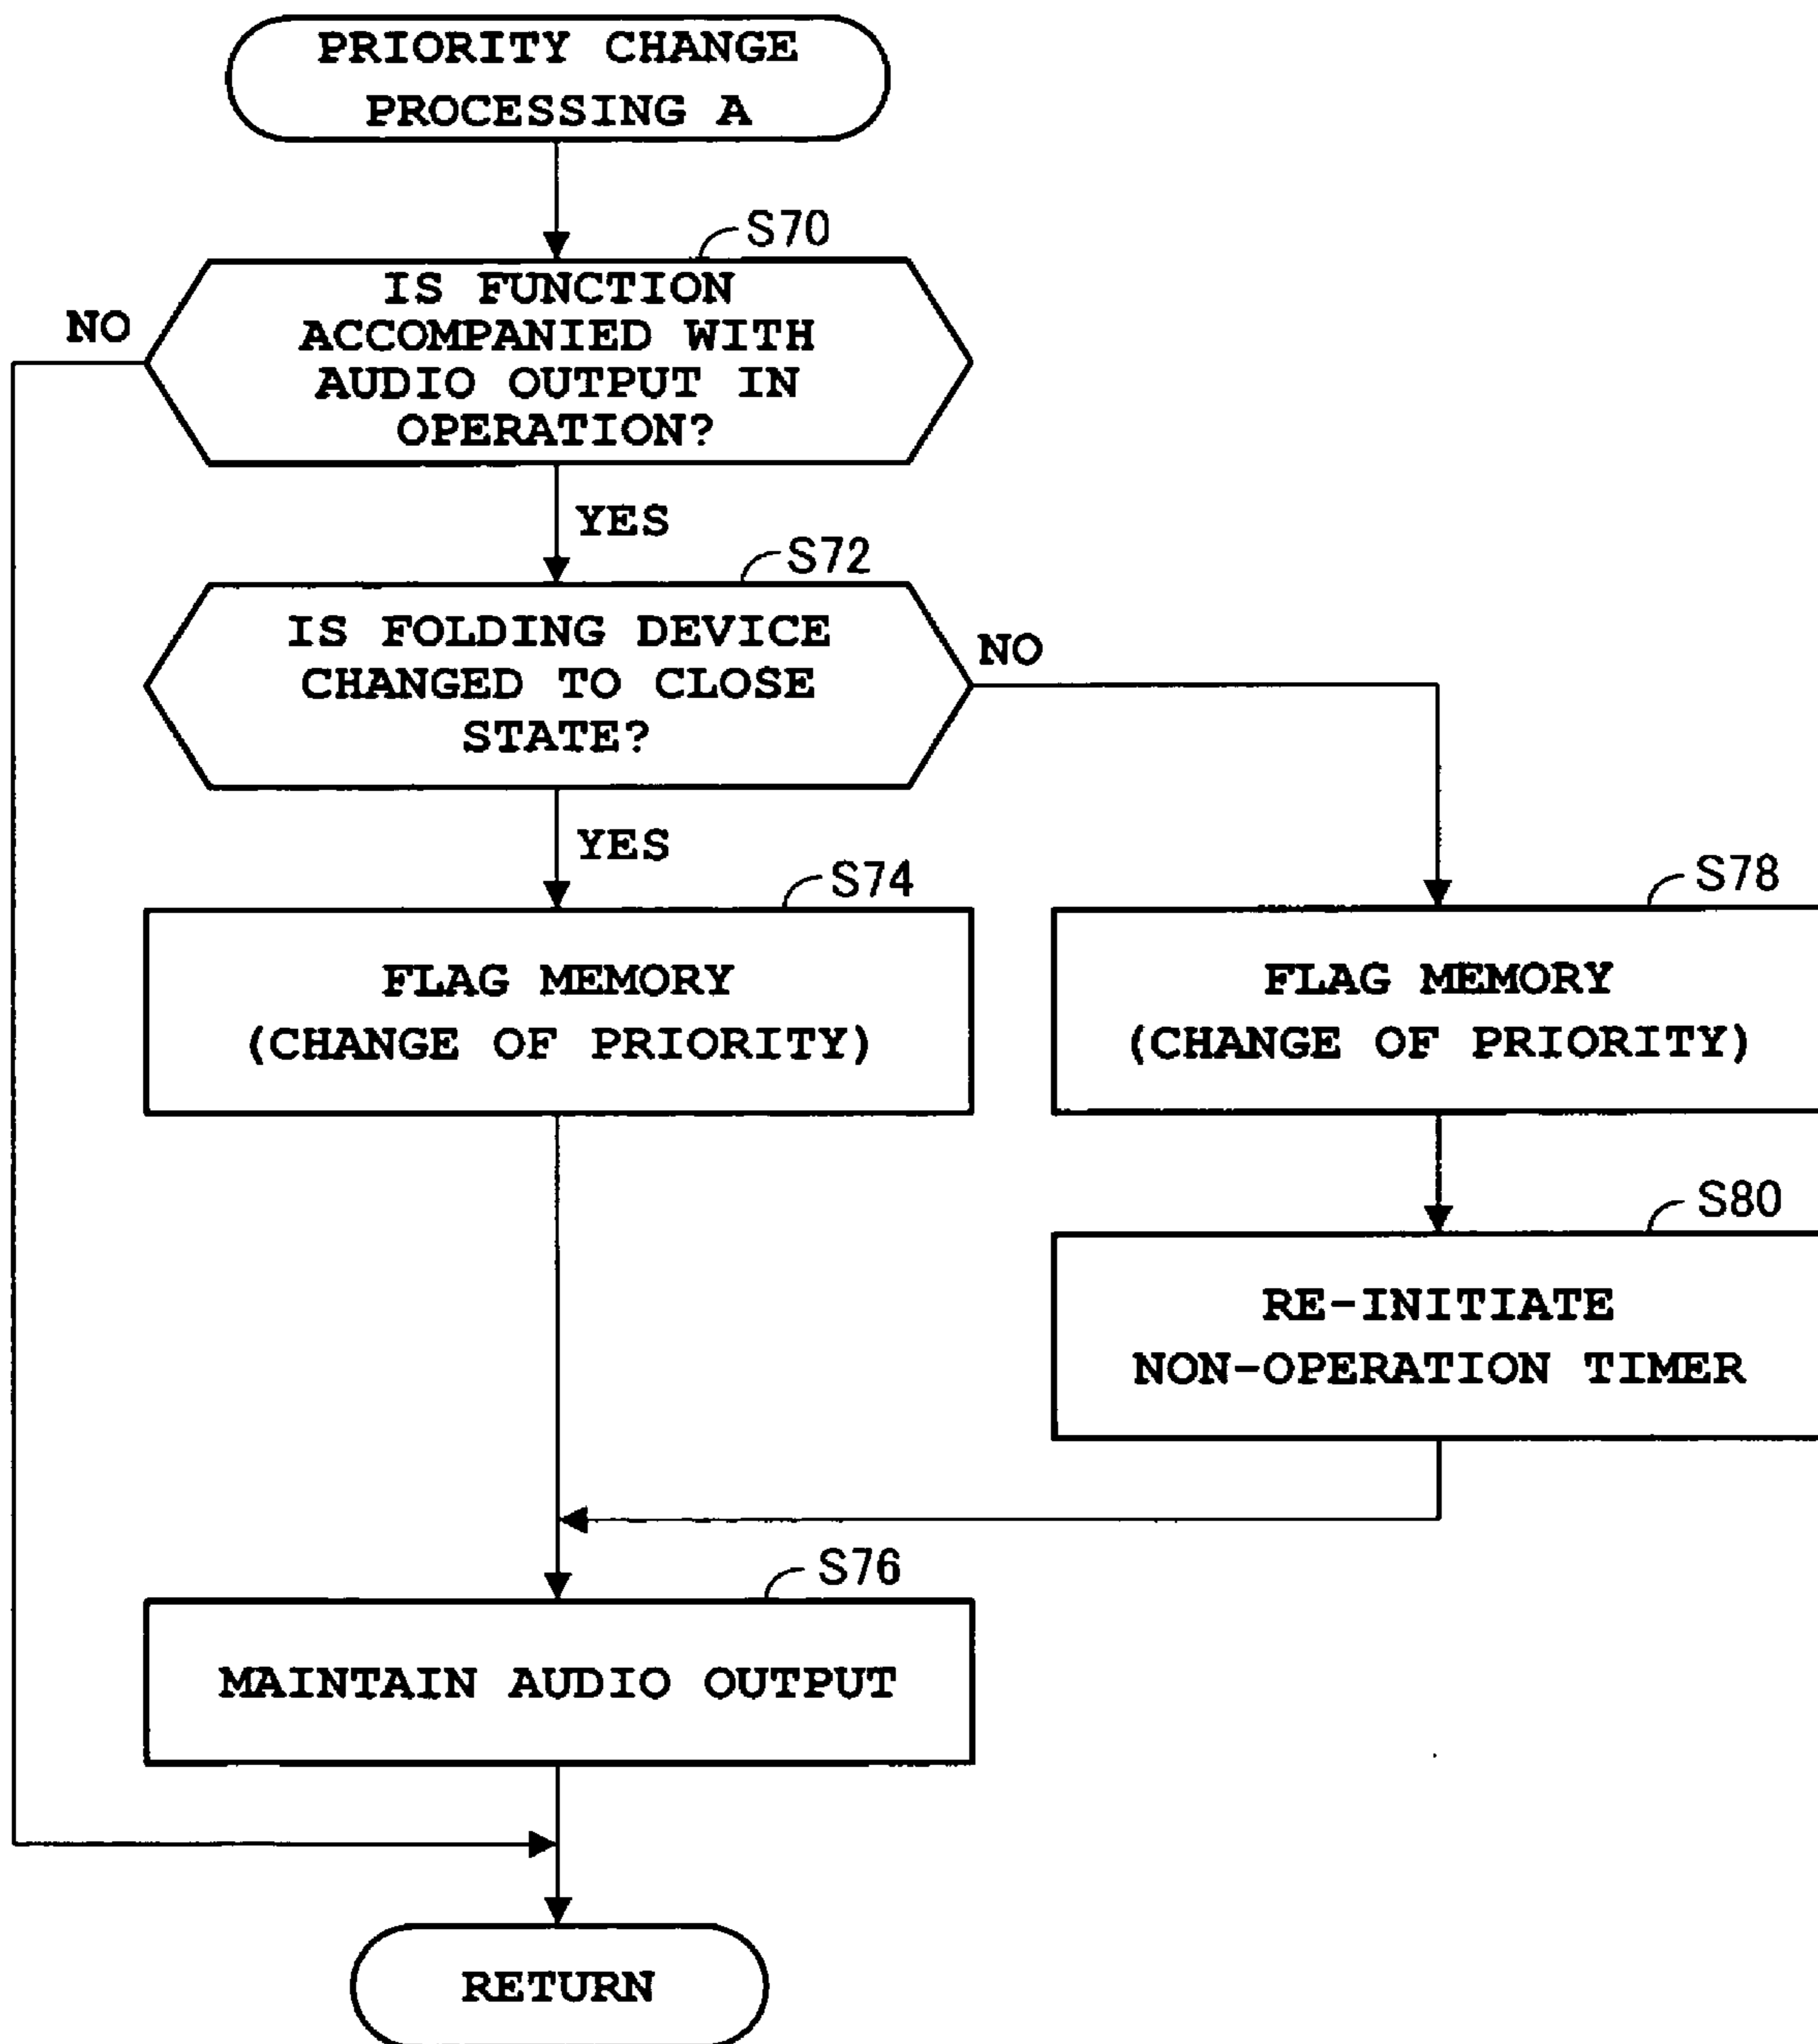 PRIORITY CHANGE
PROCESSING A
S70
IS FUNCTION
ACCOMPANIED WITH
AUDIO OUTPUT IN
OPERATION?
NO
YES
S72
IS FOLDING DEVICE
CHANGED TO CLOSE
STATE?
NO
YES
S74
FLAG MEMORY
(CHANGE OF PRIORITY)
S78
FLAG MEMORY
(CHANGE OF PRIORITY)
S80
RE-INITIATE
NON-OPERATION TIMER
S76
MAINTAIN AUDIO OUTPUT
RETURN